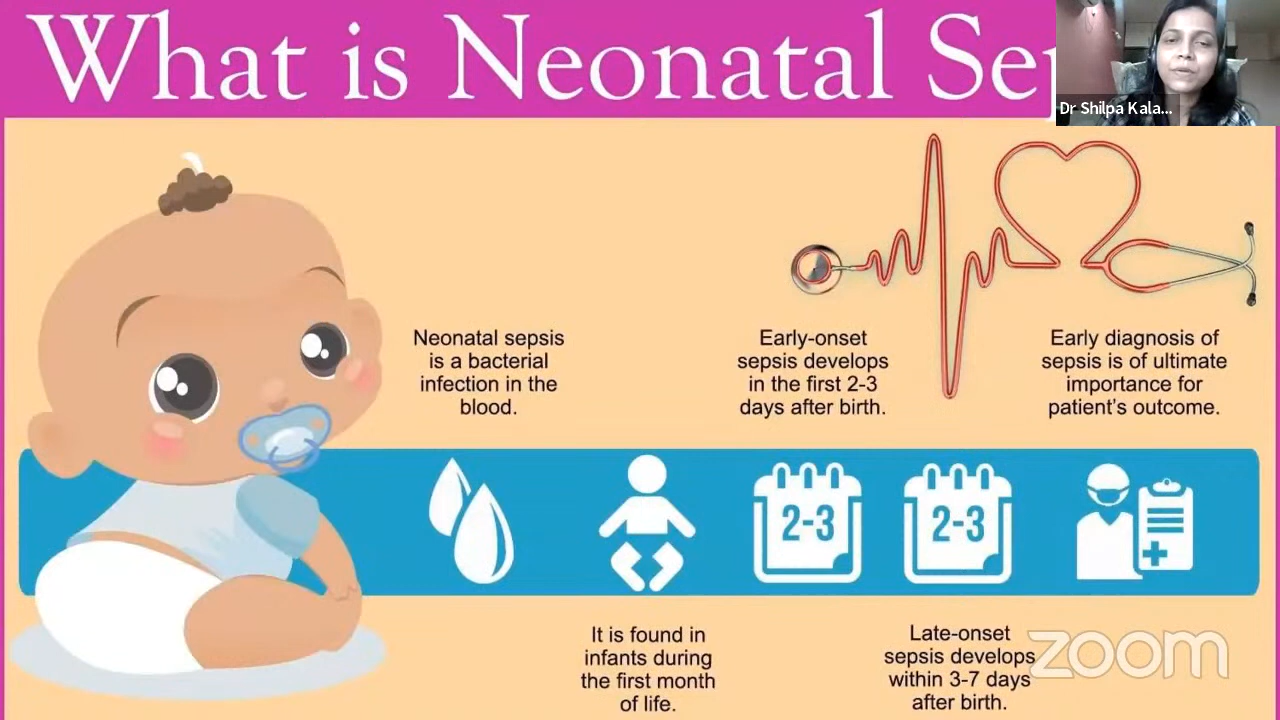 What is Neonatal Se
Dr Shilpa Kala...
Neonatal sepsis
is a bacterial
infection in the
blood.
Early-onset
sepsis develops
in the first 2-3
days after birth.
Early diagnosis of
sepsis is of ultimate
importance for
patient's outcome.
2-3
2-3
It is found in
infants during
the first month
of life.
Late-onset
sepsis develops
within 3-7 days
after birth.
zoom